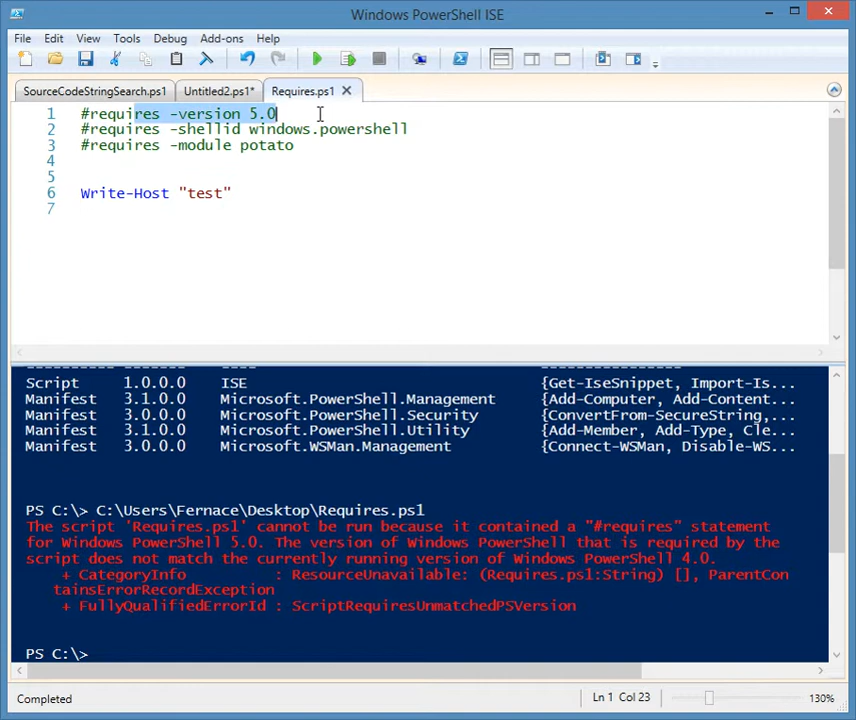 Windows PowerShell ISE
File Edit View Tools Debug Add-ons Help
SourceCodeStringSearch.ps1 Untitled2.ps1* Requires.ps1
1 #requires -version 5.0
2 #requires -shellid windows.powershell
3 #requires -module potato
4
5
6 Write-Host "test"
7
Script 1.0.0.0 ISE {Get-IseSnippet, Import-Is...
Manifest 3.1.0.0 Microsoft.PowerShell.Management {Add-Computer, Add-Content...
Manifest 3.0.0.0 Microsoft.PowerShell.Security {ConvertFrom-SecureString,...
Manifest 3.1.0.0 Microsoft.PowerShell.Utility {Add-Member, Add-Type, Cle...
Manifest 3.0.0.0 Microsoft.WSMan.Management {Connect-WSMan, Disable-WS...
PS C:\> C:\Users\Fernace\Desktop\Requires.ps1
The script 'Requires.ps1' cannot be run because it contained a "#requires" statement
for Windows PowerShell 5.0. The version of Windows PowerShell that is required by the
script does not match the currently running version of Windows PowerShell 4.0.
+ CategoryInfo : ResourceUnavailable: (Requires.ps1:String) [], ParentCon
tainsErrorRecordException
+ FullyQualifiedErrorId : ScriptRequiresUnmatchedPSVersion
PS C:\>
Completed Ln 1 Col 23 130%